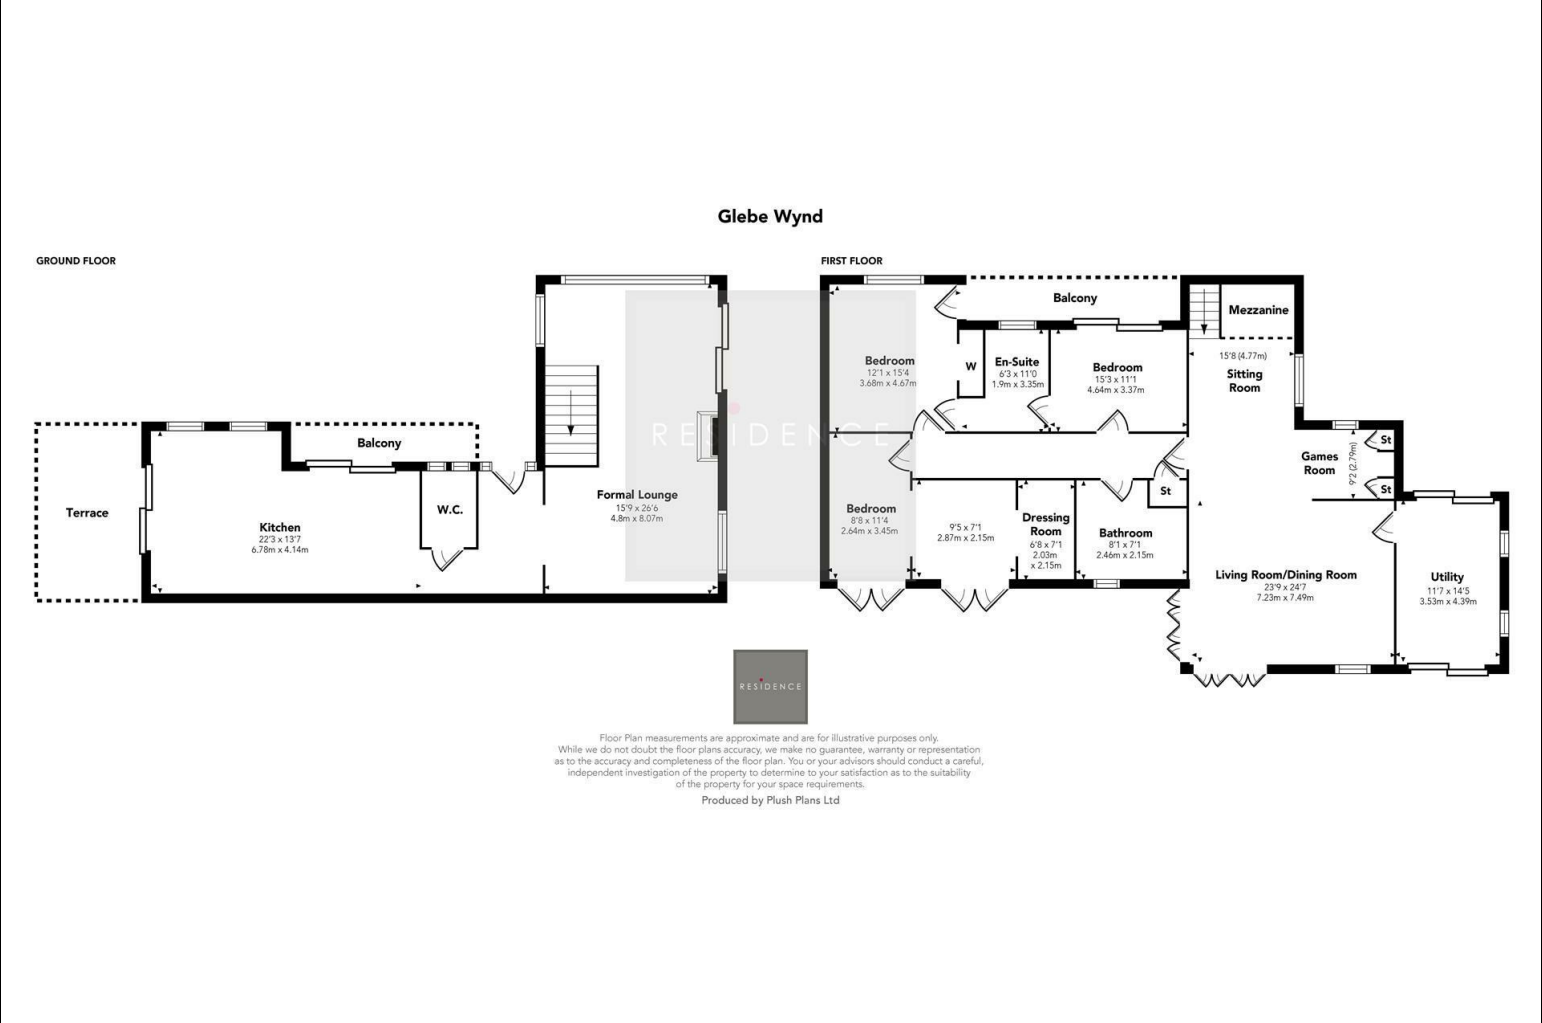 Glebe Wynd
GROUND FLOOR
Terrace
Kitchen
22'3 x 13'7
6.78m x 4.14m
Balcony
W.C.
Formal Lounge
15'9 x 26'6
4.8m x 8.07m
RESIDENCE
FIRST FLOOR
Bedroom
12'1 x 15'4
3.68m x 4.67m
W
En-Suite
6'3 x 11'0
1.9m x 3.35m
Balcony
Bedroom
15'3 x 11'1
4.64m x 3.37m
Mezzanine
15'8 (4.77m)
Sitting
Room
Games
Room
9'2 (2.79m)
St
St
Bedroom
8'8 x 11'4
2.64m x 3.45m
9'5 x 7'1
2.87m x 2.15m
Dressing
Room
6'8 x 7'1
2.03m
x 2.15m
St
Bathroom
8'1 x 7'1
2.46m x 2.15m
Living Room/Dining Room
23'9 x 24'7
7.23m x 7.49m
Utility
11'7 x 14'5
3.53m x 4.39m
RESIDENCE
Floor Plan measurements are approximate and are for illustrative purposes only.
While we do not doubt the floor plans accuracy, we make no guarantee, warranty or representation
as to the accuracy and completeness of the floor plan. You or your advisors should conduct a careful,
independent investigation of the property to determine to your satisfaction as to the suitability
of the property for your space requirements.
Produced by Plush Plans Ltd